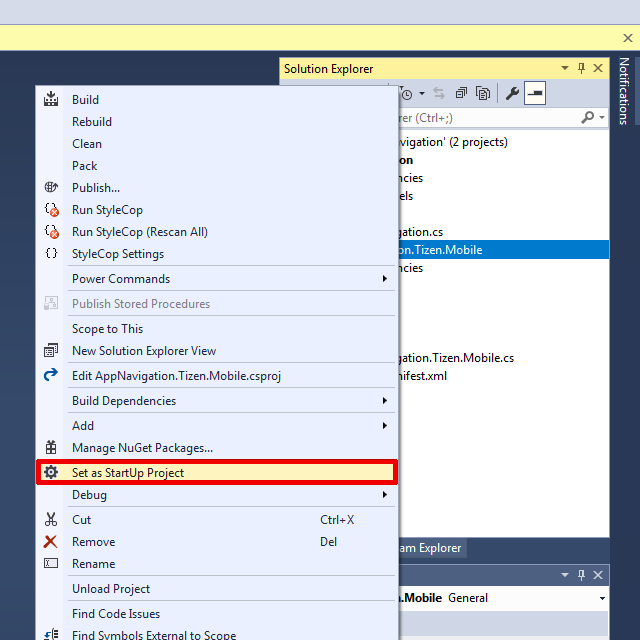 Solution Explorer
Notifications
rer (Ctrl+;)
vigation' (2 projects)
on
ncies
els
gation.cs
on.Tizen.Mobile
ncies
gation.Tizen.Mobile.cs
nifest.xml
Build
Rebuild
Clean
Pack
Publish...
Run StyleCop
Run StyleCop (Rescan All)
StyleCop Settings
Power Commands
Publish Stored Procedures
Scope to This
New Solution Explorer View
Edit AppNavigation.Tizen.Mobile.csproj
Build Dependencies
Add
Manage NuGet Packages...
Set as StartUp Project
Debug
Cut Ctrl+X
Remove Del
Rename
Unload Project
Find Code Issues
Find Symbols External to Scope
am Explorer
.Mobile General